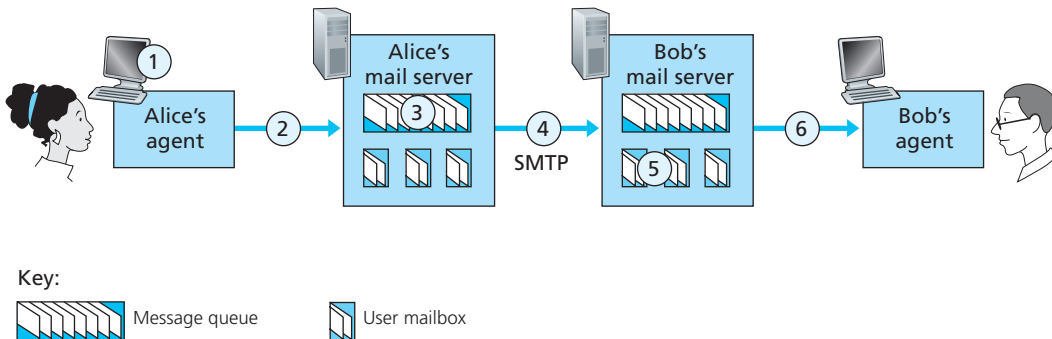 1
Alice's
agent
2
Alice's
mail server
3
4
SMTP
Bob's
mail server
5
6
Bob's
agent
Key:
Message queue
User mailbox